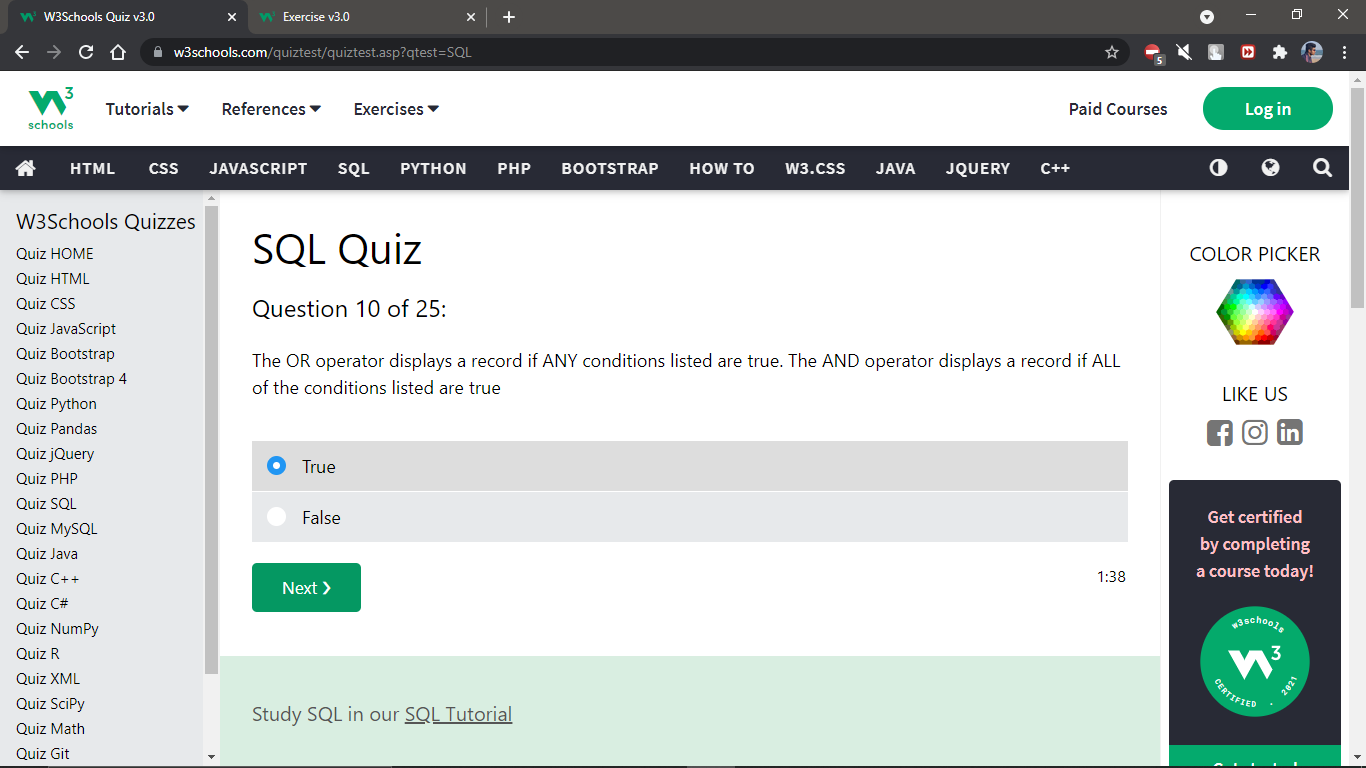 W3Schools Quiz v3.0
Exercise v3.0
w3schools.com/quiztest/quiztest.asp?qtest=SQL
5
3
schools
Tutorials
References
Exercises
Paid Courses
Log in
HTML
CSS
JAVASCRIPT
SQL
PYTHON
PHP
BOOTSTRAP
HOW TO
W3.CSS
JAVA
JQUERY
C++
W3Schools Quizzes
Quiz HOME
Quiz HTML
Quiz CSS
Quiz JavaScript
Quiz Bootstrap
Quiz Bootstrap 4
Quiz Python
Quiz Pandas
Quiz jQuery
Quiz PHP
Quiz SQL
Quiz MySQL
Quiz Java
Quiz C++
Quiz C#
Quiz NumPy
Quiz R
Quiz XML
Quiz SciPy
Quiz Math
Quiz Git
SQL Quiz
Question 10 of 25:
The OR operator displays a record if ANY conditions listed are true. The AND operator displays a record if ALL
of the conditions listed are true
True
False
Next ❯
1:38
Study SQL in our SQL Tutorial
COLOR PICKER
LIKE US
Get certified
by completing
a course today!
w3schools
3
CERTIFIED . 2021